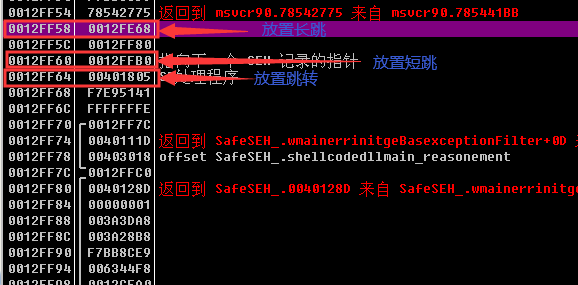 0012FF54 78542775 返回到 msvcr90.78542775 来自 msvcr90.785441BB
0012FF58 0012FE68 放置长跳
0012FF5C 0012FF80
0012FF60 0012FFB0 指向下一个 SEH 记录的指针 放置短跳
0012FF64 00401805 SE处理程序 放置跳转
0012FF68 F7E95141
0012FF6C FFFFFFFE
0012FF70 0012FF7C
0012FF74 0040111D 返回到 SafeSEH_.wmainerrinitgeBasexceptionFilter+0D 来
0012FF78 00403018 offset SafeSEH_.shellcodedllmain_reasonement
0012FF7C 0012FFC0
0012FF80 0040128D 返回到 SafeSEH_.0040128D 来自 SafeSEH_.wmainerrinitge
0012FF84 00000001
0012FF88 003A3DA8
0012FF8C 003A28B8
0012FF90 F7BB8CE9
0012FF94 006344F8
0012FF98